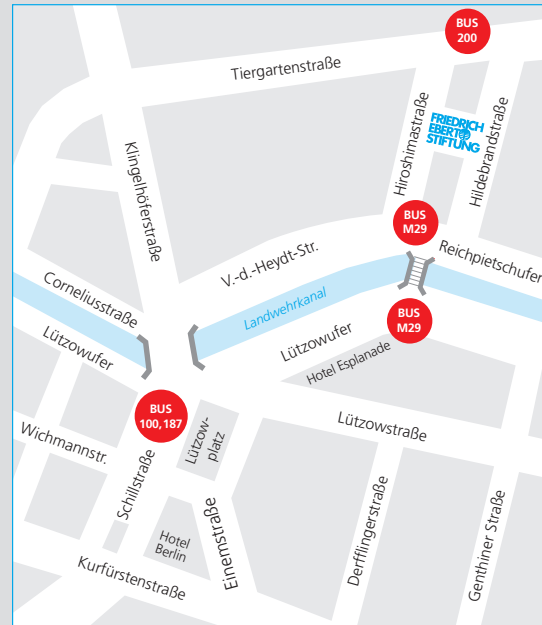 BUS
200
Tiergartenstraße
FRIEDRICH
EBERT
STIFTUNG
Hiroshimastraße
Hildebrandstraße
Klingelhöferstraße
BUS
M29
Reichpietschufer
V.-d.-Heydt-Str.
Corneliusstraße
Landwehrkanal
BUS
M29
Lützowufer
Lützowufer
Hotel Esplanade
BUS
100,187
Lützow-
platz
Lützowstraße
Wichmannstr.
Schillstraße
Einemstraße
Hotel
Berlin
Derfflingerstraße
Genthiner Straße
Kurfürstenstraße